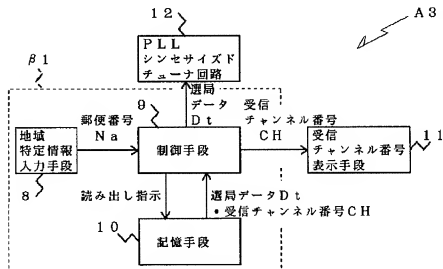 12
A3
PLL
シンセサイズド
チューナ回路
β1
選局
データ
Dt
9
受信
チャンネル番号
CH
郵便番号
Na
地域
特定情報
入力手段
8
制御手段
受信
チャンネル番号
表示手段
11
読み出し指示
選局データDt
・受信チャンネル番号CH
10
記憶手段